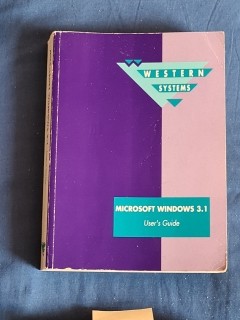 WESTERN
SYSTEMS
MICROSOFT WINDOWS 3.1
User's Guide